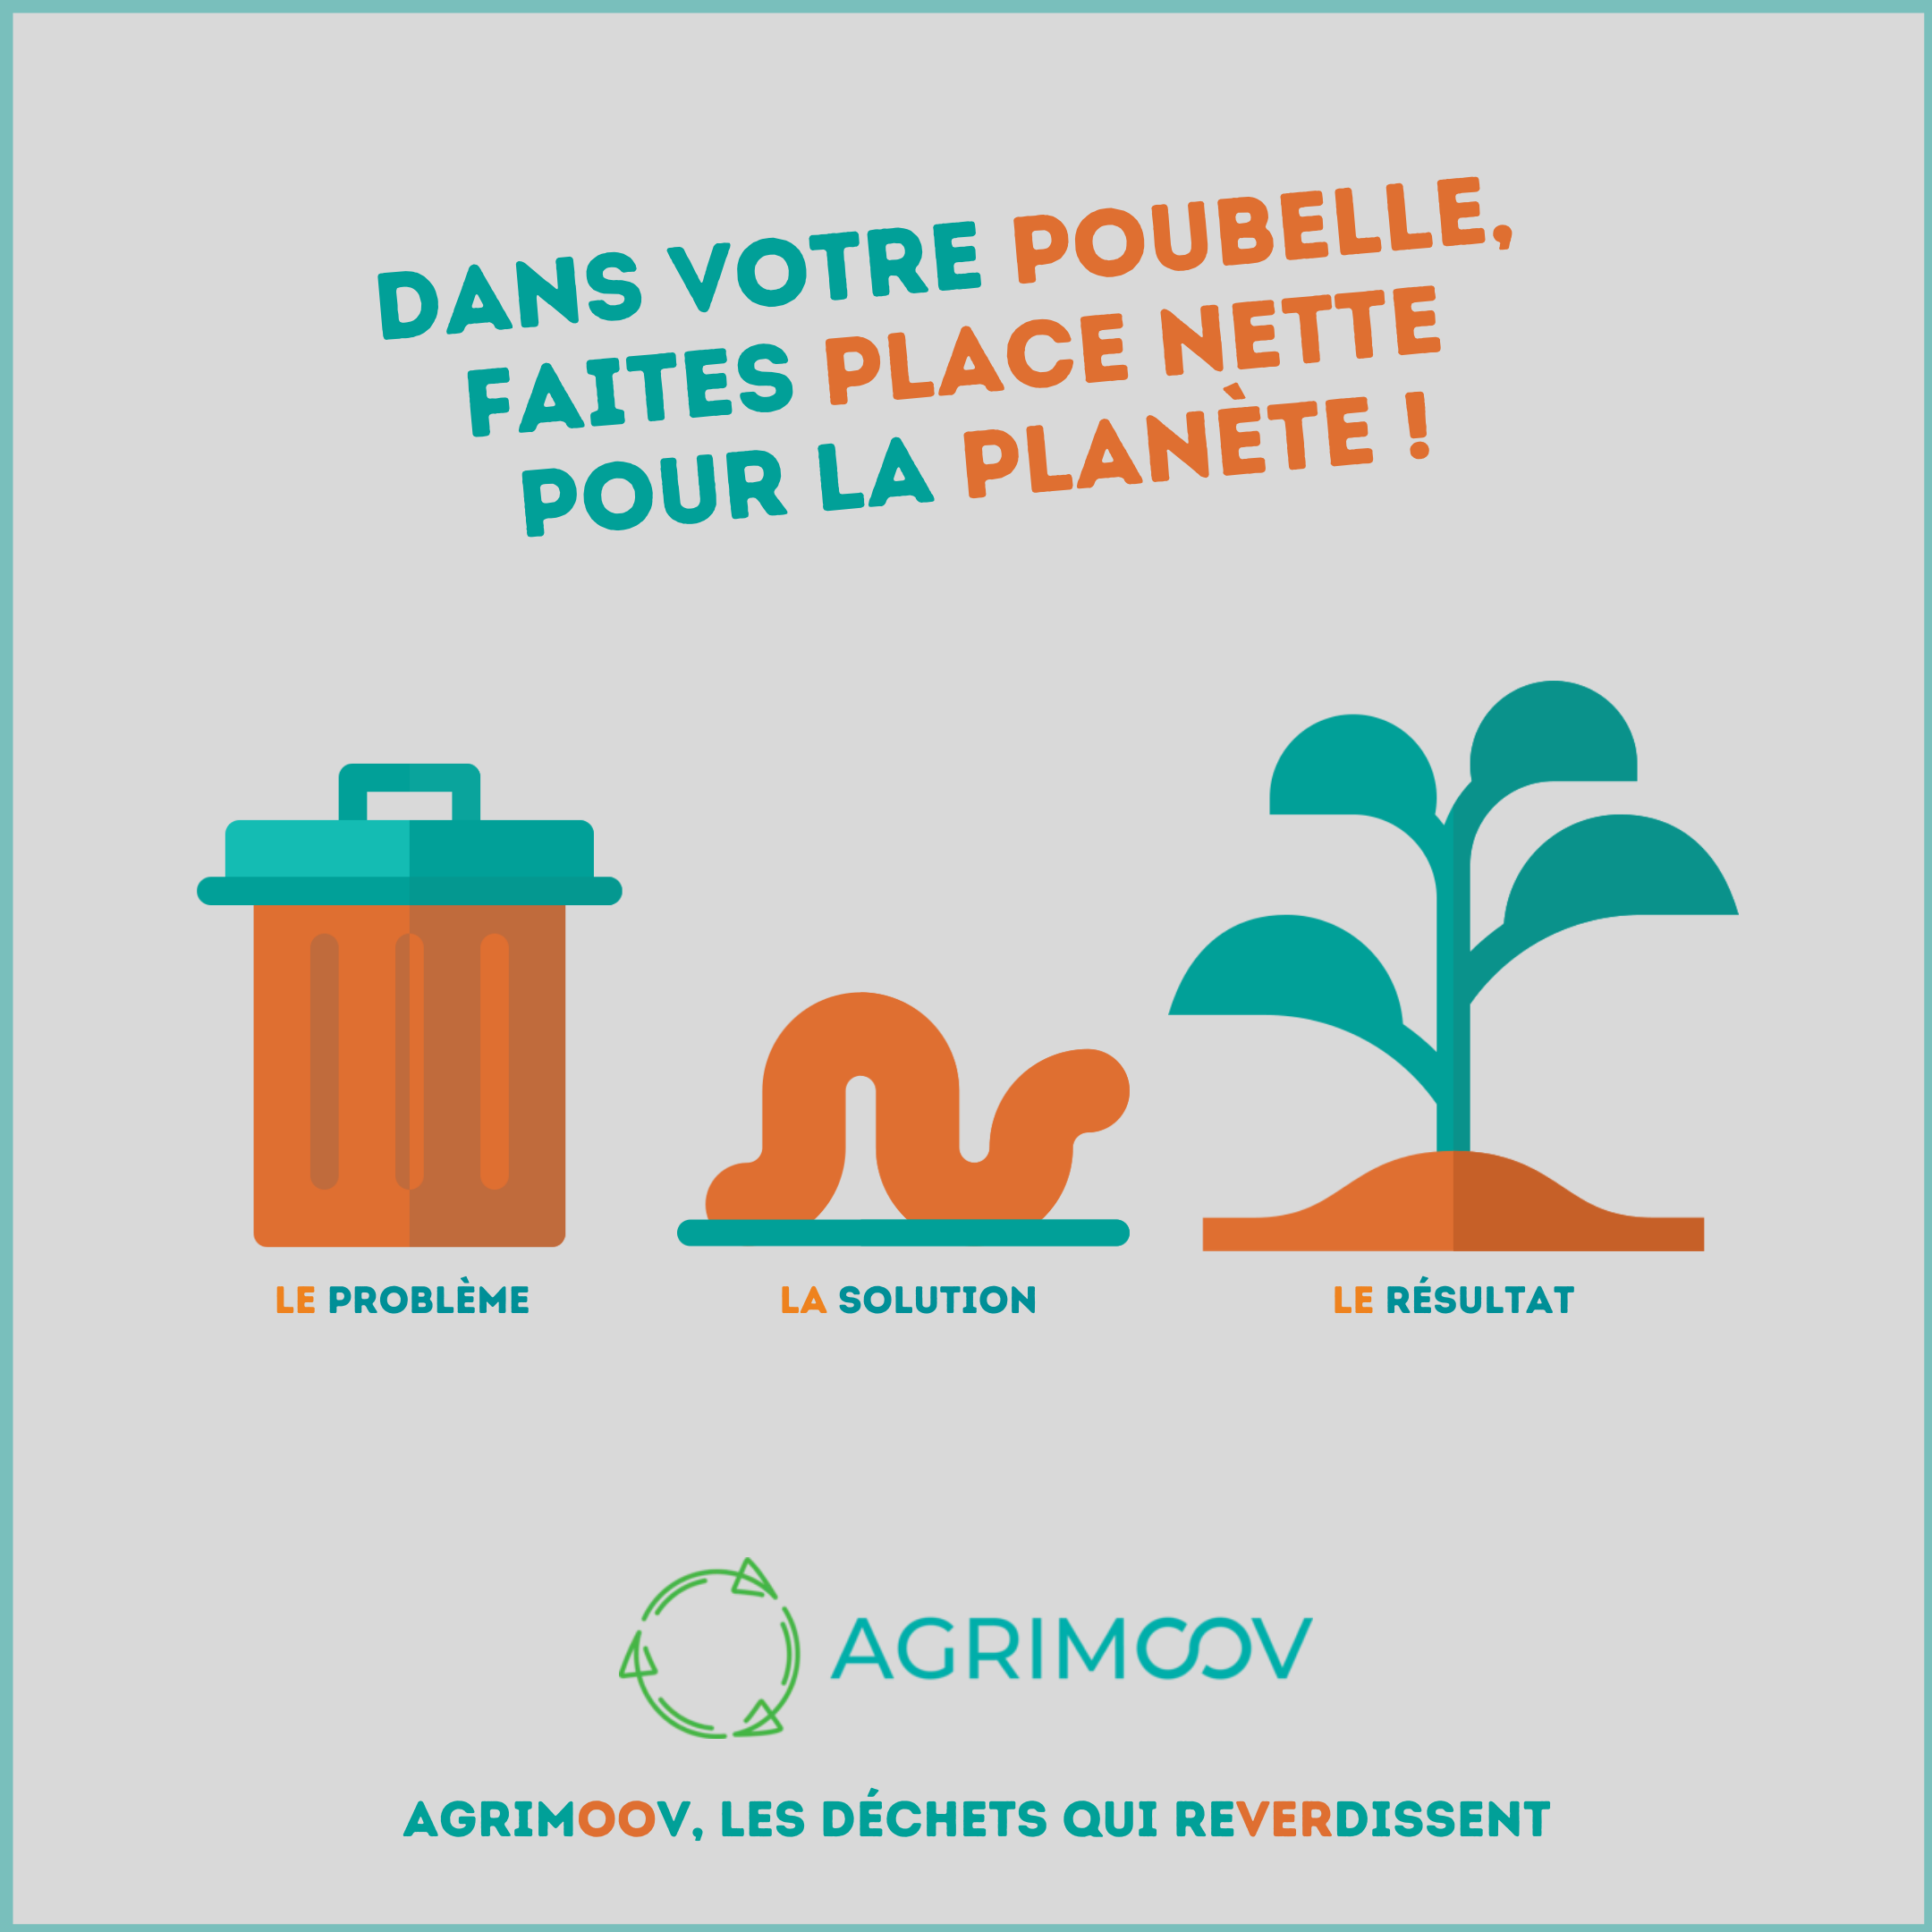 DANS VOTRE POUBELLE,
FAITES PLACE NETTE
POUR LA PLANÈTE !
LE PROBLÈME
LA SOLUTION
LE RÉSULTAT
AGRIMOOV
AGRIMOOV, LES DÉCHETS QUI REVERDISSENT